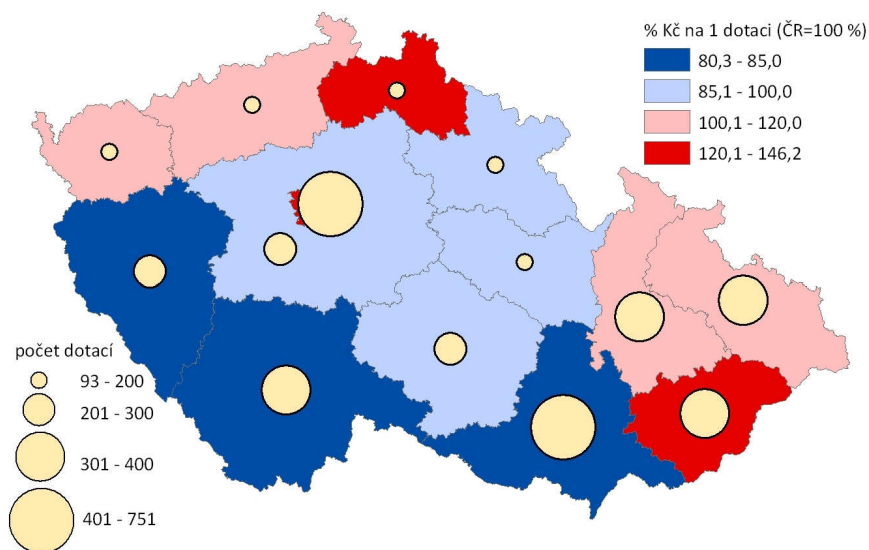 % Kč na 1 dotaci (ČR=100 %)
80,3 - 85,0
85,1 - 100,0
100,1 - 120,0
120,1 - 146,2
počet dotací
93 - 200
201 - 300
301 - 400
401 - 751